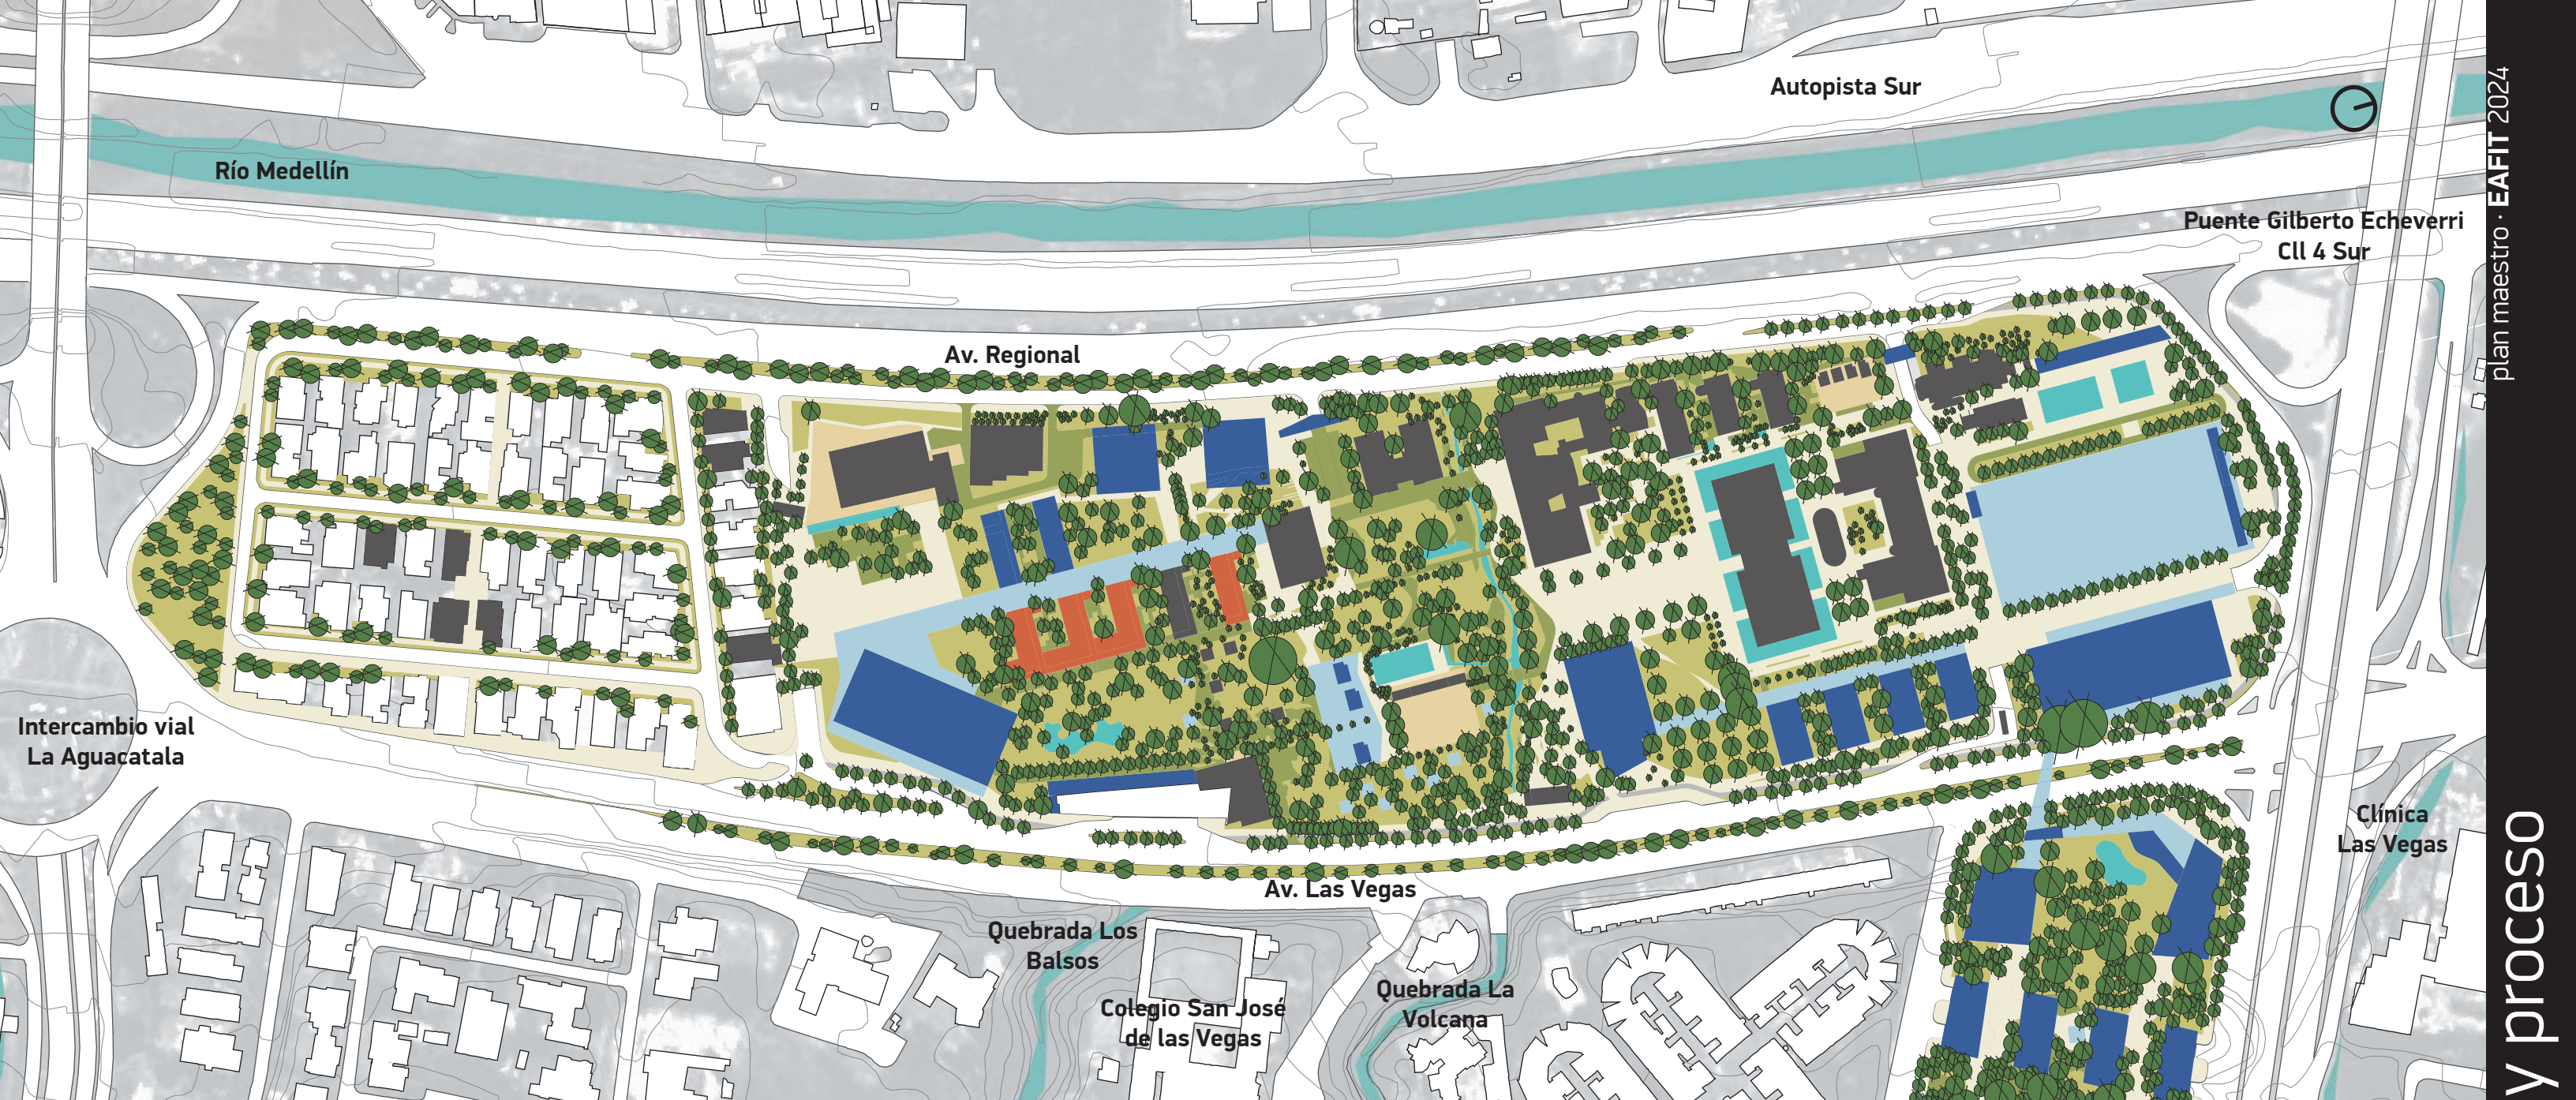 Autopista Sur
Río Medellín
Puente Gilberto Echeverri
Cll 4 Sur
Av. Regional
Intercambio vial
La Aguacatala
Clínica
Las Vegas
Av. Las Vegas
Quebrada Los
Balsos
Quebrada La
Volcana
Colegio San José
de las Vegas
plan maestro · EAFIT 2024
y proceso